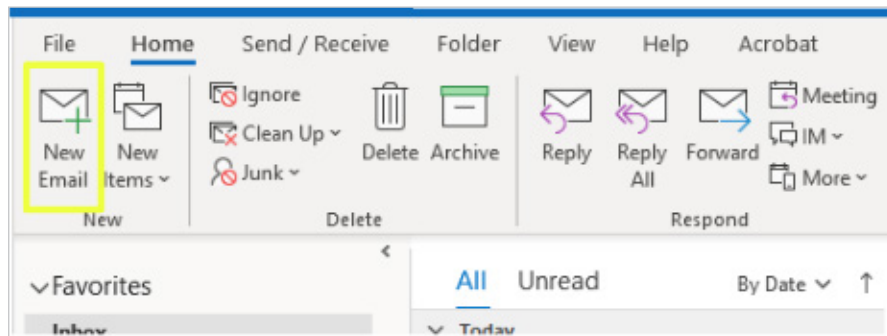 File Home Send / Receive Folder View Help Acrobat
New Email
New Items
Ignore
Clean Up
Junk
Delete
Archive
Reply
Reply All
Forward
Meeting
IM
More
New Delete Respond
Favorites
All Unread By Date
Inbox
Today